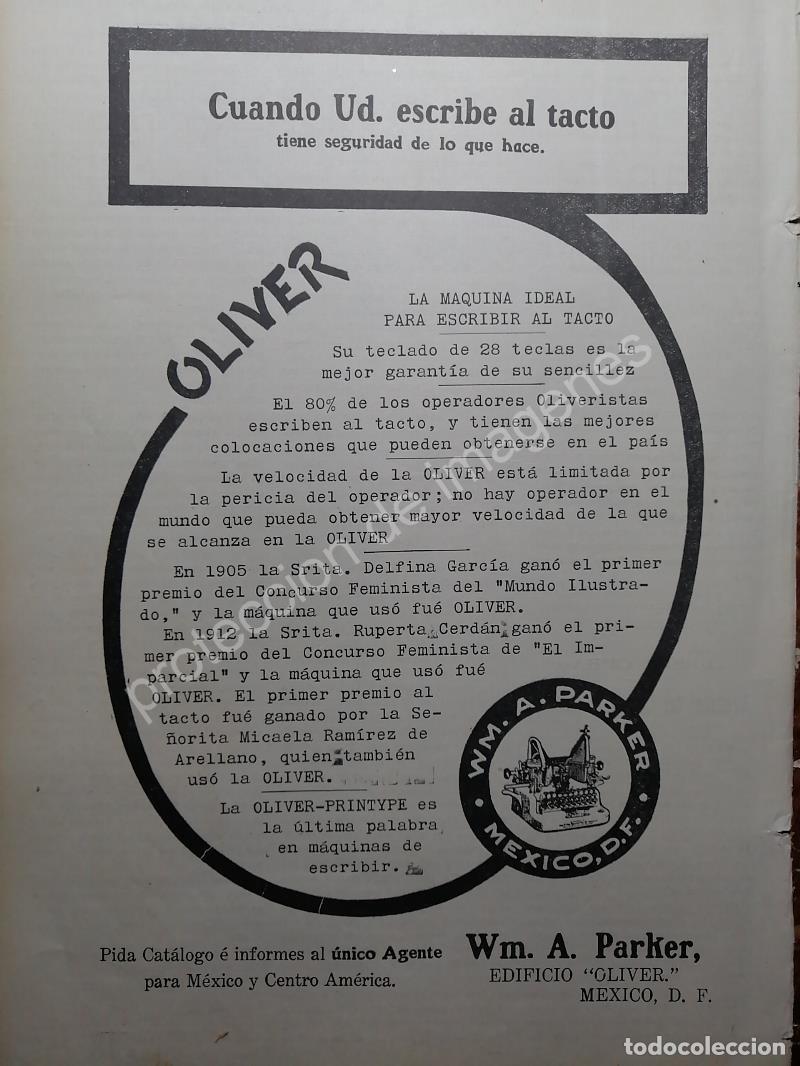 Cuando Ud. escribe al tacto
tiene seguridad de lo que hace.
OLIVER
LA MAQUINA IDEAL
PARA ESCRIBIR AL TACTO
Su teclado de 28 teclas es la
mejor garantía de su sencillez
El 80% de los operadores Oliveristas
escriben al tacto, y tienen las mejores
colocaciones que pueden obtenerse en el país
La velocidad de la OLIVER está limitada por
la pericia del operador; no hay operador en el
mundo que pueda obtener mayor velocidad de la que
se alcanza en la OLIVER
En 1905 la Srita. Delfina García ganó el primer
premio del Concurso Feminista del "Mundo Ilustra-
do," y la máquina que usó fué OLIVER.
En 1912 la Srita. Ruperta Cerdán ganó el pri-
mer premio del Concurso Feminista de "El Im-
parcial" y la máquina que usó fué
OLIVER. El primer premio al
tacto fué ganado por la Se-
ñorita Micaela Ramírez de
Arellano, quien también
usó la OLIVER.
La OLIVER-PRINTYPE es
la última palabra
en máquinas de
escribir.
WM. A. PARKER
MEXICO, D.F.
Pida Catálogo é informes al único Agente
para México y Centro América.
Wm. A. Parker,
EDIFICIO "OLIVER."
MEXICO, D. F.
proteccion de imagenes
todocoleccion